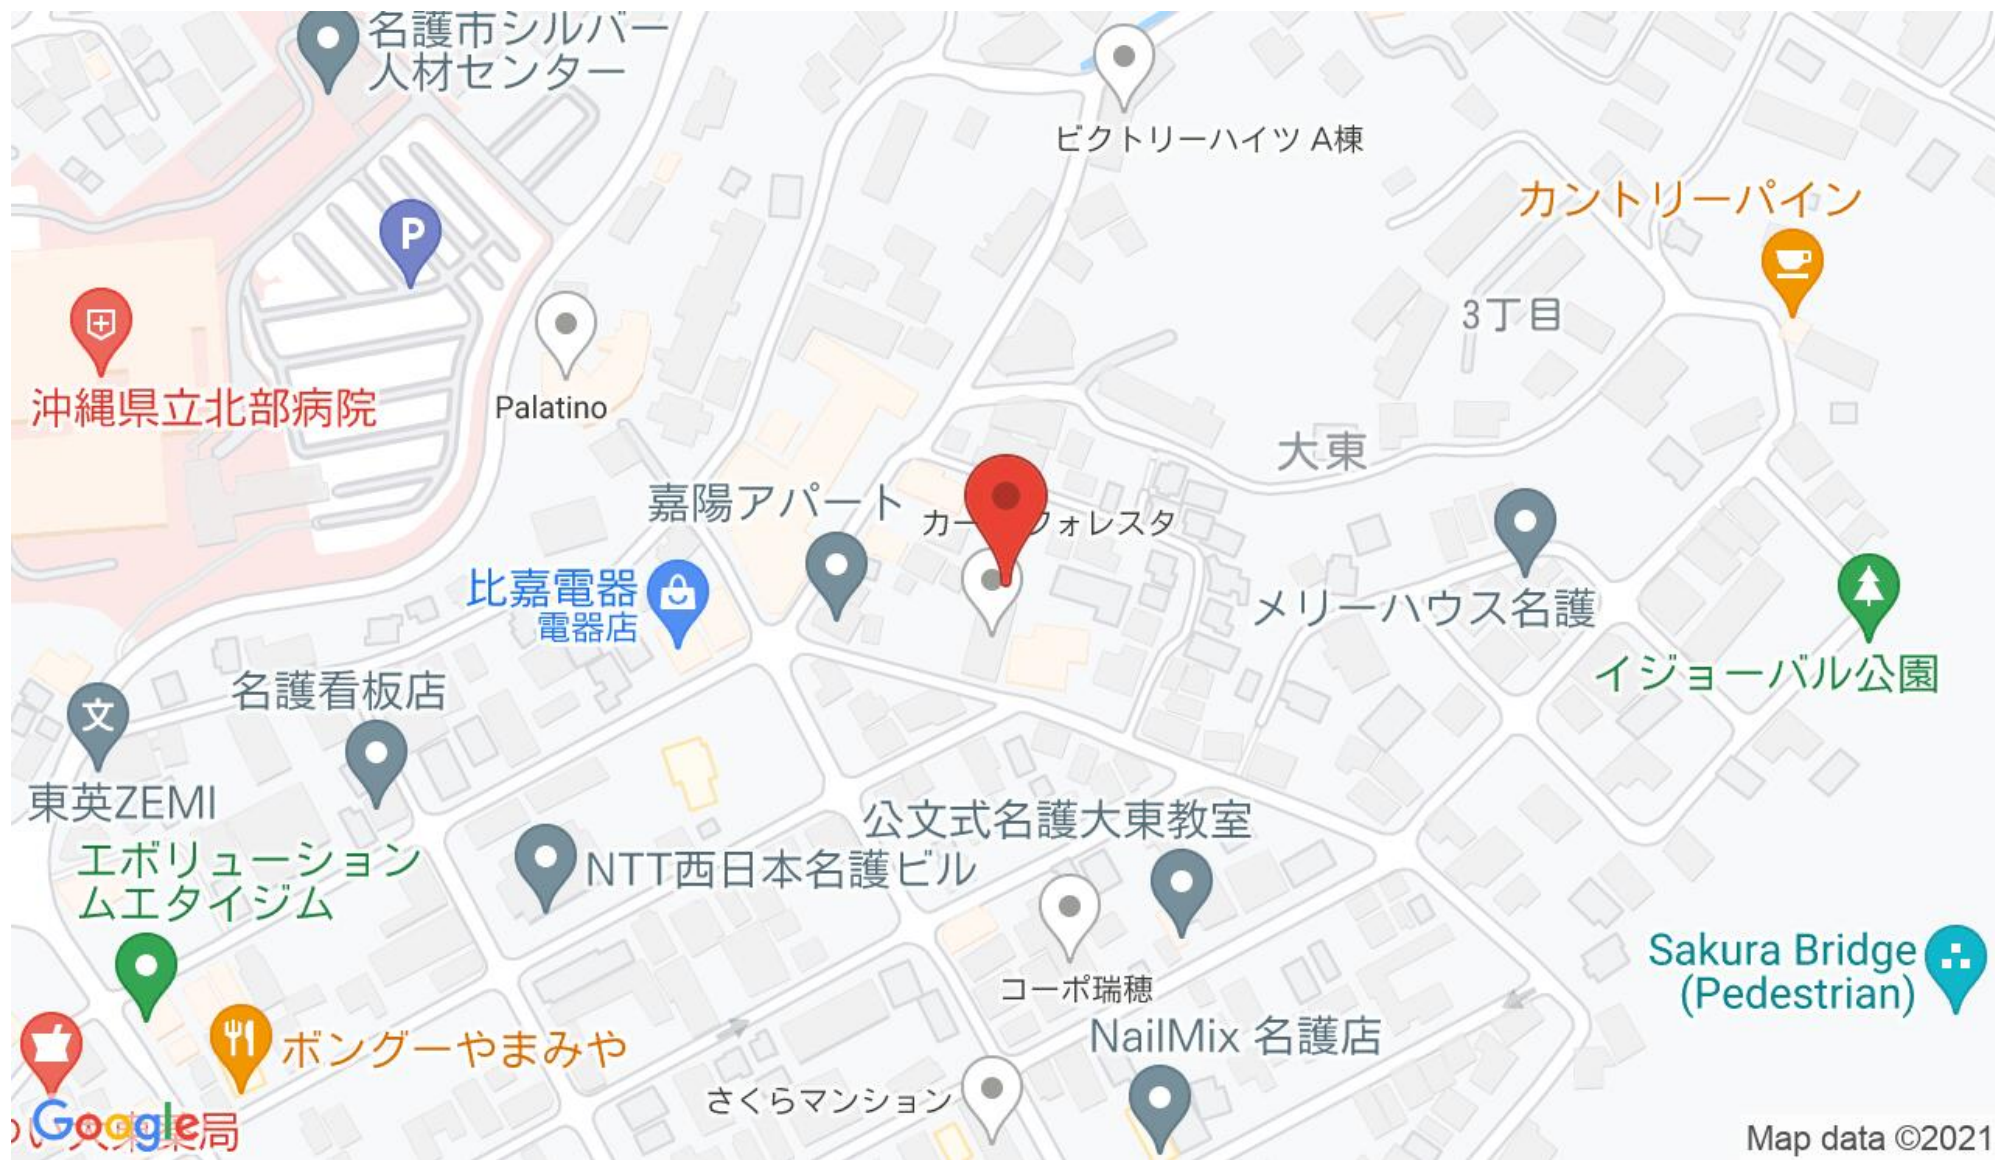 名護市シルバー
人材センター
ビクトリーハイツ A棟
カントリーパイン
P
3丁目
沖縄県立北部病院
Palatino
大東
嘉陽アパート
フォレスタ
比嘉電器
電器店
メリーハウス名護
イジョーバル公園
名護看板店
文
東英ZEMI
公文式名護大東教室
エボリューション
ムエタイジム
NTT西日本名護ビル
Sakura Bridge
(Pedestrian)
コーポ瑞穂
NailMix 名護店
ボングーやまみや
さくらマンション
Google
局
Map data ©2021